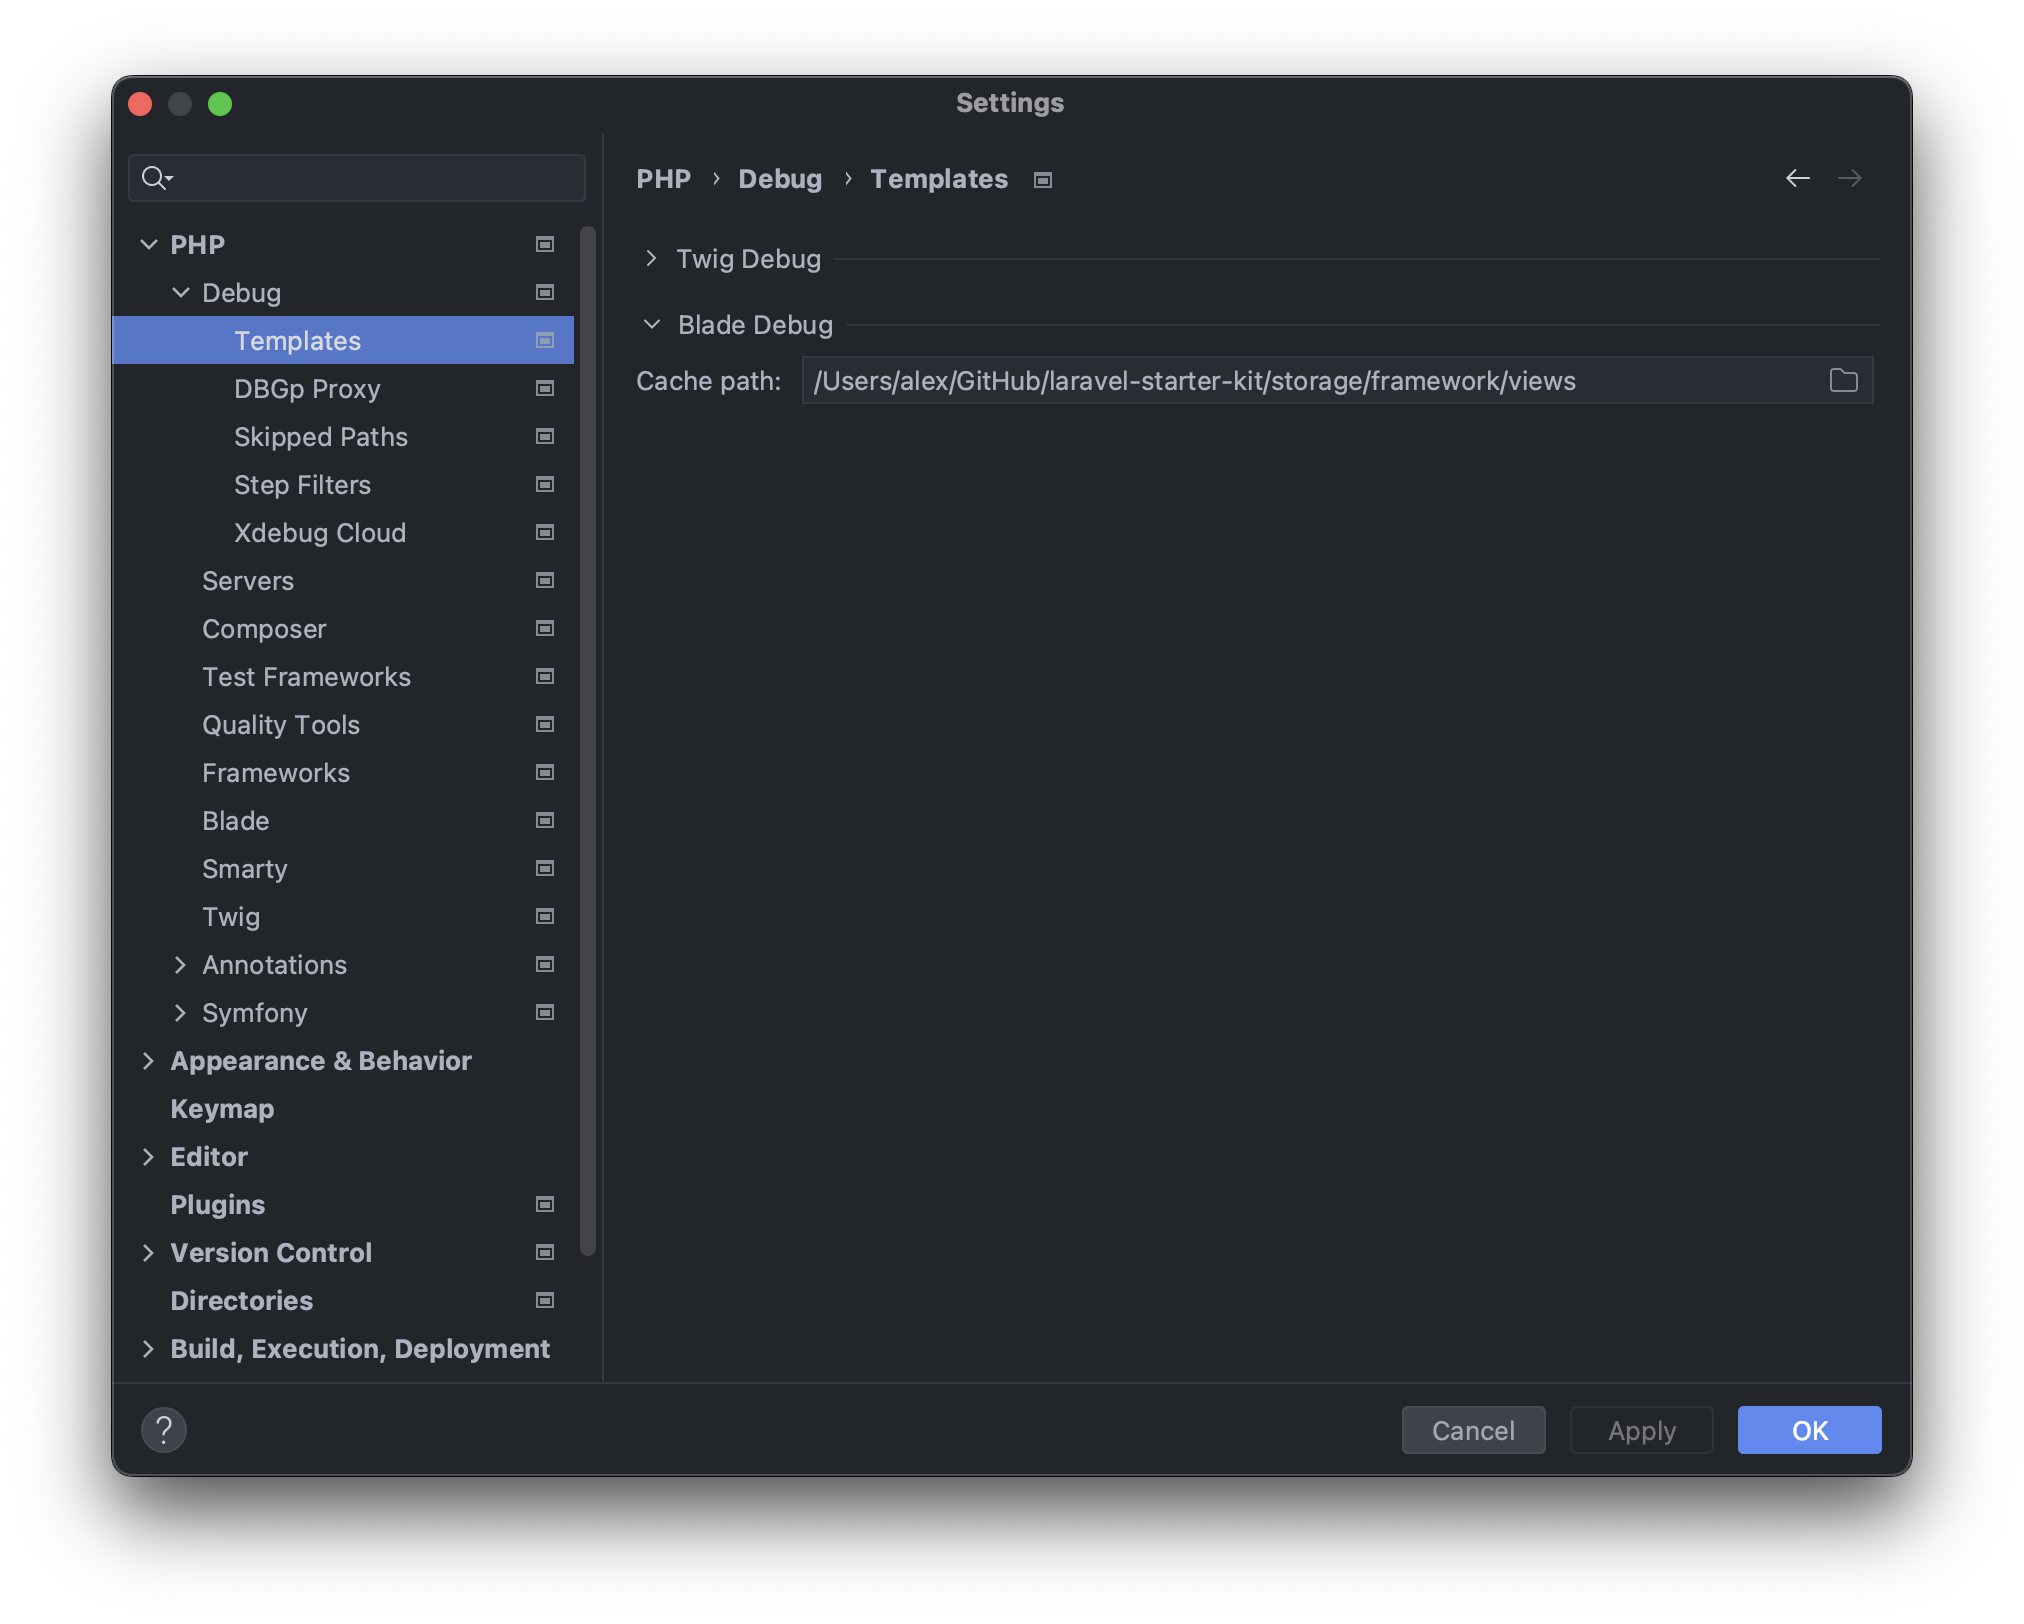 Settings
PHP
Debug
Templates
DBGp Proxy
Skipped Paths
Step Filters
Xdebug Cloud
Servers
Composer
Test Frameworks
Quality Tools
Frameworks
Blade
Smarty
Twig
Annotations
Symfony
Appearance & Behavior
Keymap
Editor
Plugins
Version Control
Directories
Build, Execution, Deployment
PHP › Debug › Templates
Twig Debug
Blade Debug
Cache path: /Users/alex/GitHub/laravel-starter-kit/storage/framework/views
? Cancel Apply OK